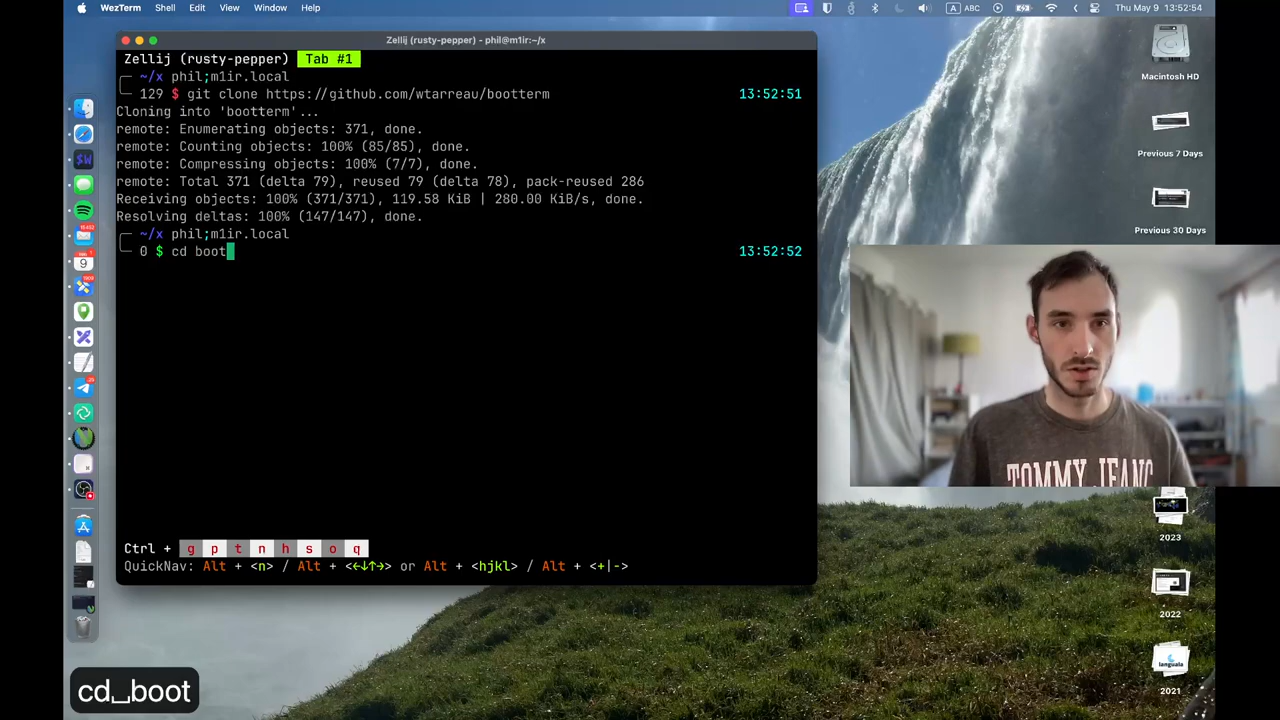 WezTerm Shell Edit View Window Help
A ABC Thu May 9 13:52:54
Zellij (rusty-pepper) - phil@m1ir:~/x
Zellij (rusty-pepper) Tab #1
~/x phil;m1ir.local
129 $ git clone https://github.com/wtarreau/bootterm 13:52:51
Cloning into 'bootterm'...
remote: Enumerating objects: 371, done.
remote: Counting objects: 100% (85/85), done.
remote: Compressing objects: 100% (7/7), done.
remote: Total 371 (delta 79), reused 79 (delta 78), pack-reused 286
Receiving objects: 100% (371/371), 119.58 KiB | 280.00 KiB/s, done.
Resolving deltas: 100% (147/147), done.
~/x phil;m1ir.local
0 $ cd boot 13:52:52
Ctrl + g p t n h s o q
QuickNav: Alt + <n> / Alt + <←↓↑→> or Alt + <hjkl> / Alt + <+|->
Macintosh HD
Previous 7 Days
Previous 30 Days
TOMMY JEANS
2023
2022
languala
2021
cd␣boot